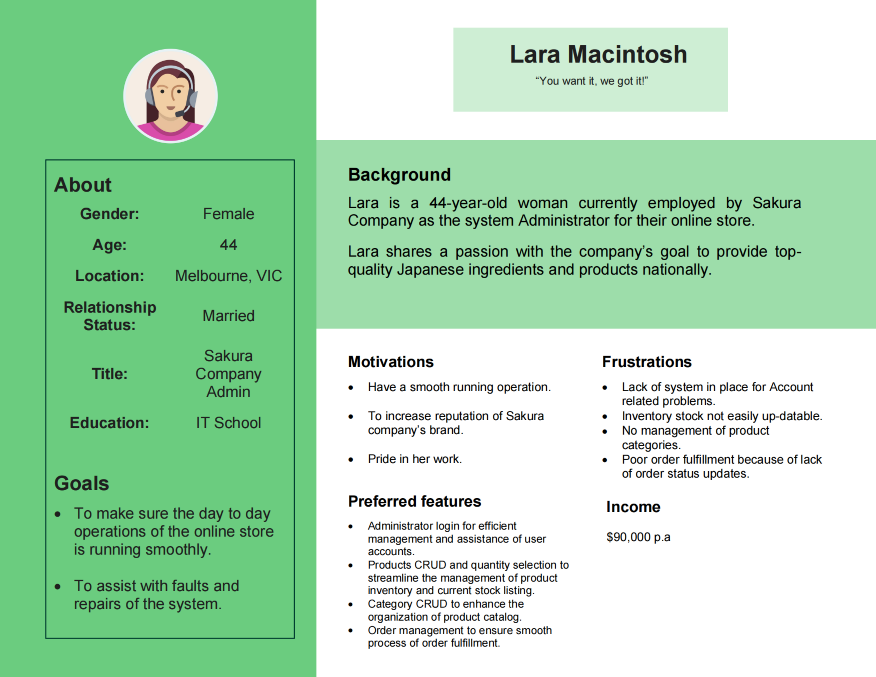 Lara Macintosh
“You want it, we got it!”
About
Gender: Female
Age: 44
Location: Melbourne, VIC
Relationship
Status: Married
Title: Sakura
Company
Admin
Education: IT School
Goals
• To make sure the day to day
operations of the online store
is running smoothly.
• To assist with faults and
repairs of the system.
Background
Lara is a 44-year-old woman currently employed by Sakura
Company as the system Administrator for their online store.
Lara shares a passion with the company’s goal to provide top-
quality Japanese ingredients and products nationally.
Motivations
• Have a smooth running operation.
• To increase reputation of Sakura
company’s brand.
• Pride in her work.
Preferred features
• Administrator login for efficient
management and assistance of user
accounts.
• Products CRUD and quantity selection to
streamline the management of product
inventory and current stock listing.
• Category CRUD to enhance the
organization of product catalog.
• Order management to ensure smooth
process of order fulfillment.
Frustrations
• Lack of system in place for Account
related problems.
• Inventory stock not easily up-datable.
• No management of product
categories.
• Poor order fulfillment because of lack
of order status updates.
Income
$90,000 p.a